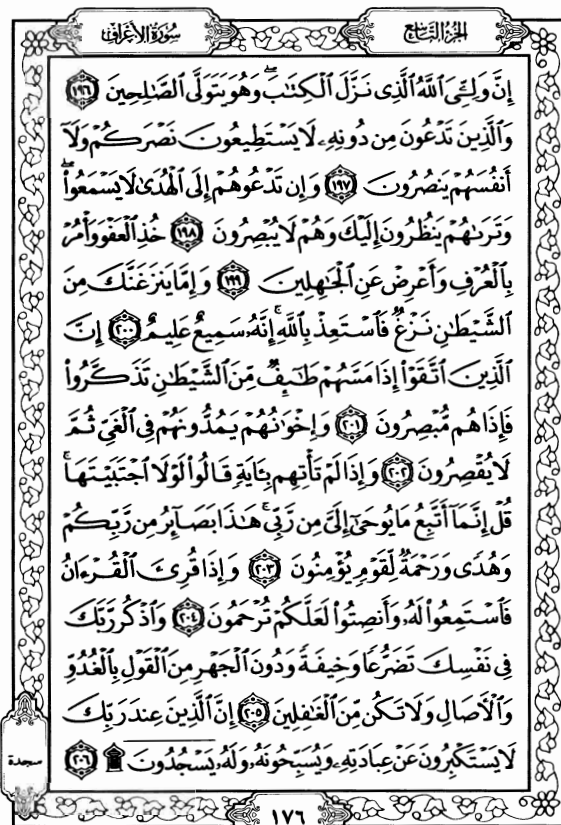 الجزء التاسع
سورة الأعراف
إِنَّ وَلِـِّۧيَ ٱللَّهُ ٱلَّذِي نَزَّلَ ٱلْكِتَٰبَۖ وَهُوَ يَتَوَلَّى ٱلصَّٰلِحِينَ ١٩٦
وَٱلَّذِينَ تَدْعُونَ مِن دُونِهِۦ لَا يَسْتَطِيعُونَ نَصْرَكُمْ وَلَآ
أَنفُسَهُمْ يَنصُرُونَ ١٩٧ وَإِن تَدْعُوهُمْ إِلَى ٱلْهُدَىٰ لَا يَسْمَعُوا۟ۖ
وَتَرَىٰهُمْ يَنظُرُونَ إِلَيْكَ وَهُمْ لَا يُبْصِرُونَ ١٩٨ خُذِ ٱلْعَفْوَ وَأْمُرْ
بِٱلْعُرْفِ وَأَعْرِضْ عَنِ ٱلْجَٰهِلِينَ ١٩٩ وَإِمَّا يَنزَغَنَّكَ مِنَ
ٱلشَّيْطَٰنِ نَزْغٌ فَٱسْتَعِذْ بِٱللَّهِۚ إِنَّهُۥ سَمِيعٌ عَلِيمٌ ٢٠٠ إِنَّ
ٱلَّذِينَ ٱتَّقَوْا۟ إِذَا مَسَّهُمْ طَٰٓئِفٌ مِّنَ ٱلشَّيْطَٰنِ تَذَكَّرُوا۟
فَإِذَا هُم مُّبْصِرُونَ ٢٠١ وَإِخْوَٰنُهُمْ يَمُدُّونَهُمْ فِي ٱلْغَيِّ ثُمَّ
لَا يُقْصِرُونَ ٢٠٢ وَإِذَا لَمْ تَأْتِهِم بِـَٔايَةٍ قَالُوا۟ لَوْلَا ٱجْتَبَيْتَهَاۚ
قُلْ إِنَّمَآ أَتَّبِعُ مَا يُوحَىٰٓ إِلَيَّ مِن رَّبِّيۚ هَٰذَا بَصَآئِرُ مِن رَّبِّكُمْ
وَهُدًى وَرَحْمَةٌ لِّقَوْمٍ يُؤْمِنُونَ ٢٠٣ وَإِذَا قُرِئَ ٱلْقُرْءَانُ
فَٱسْتَمِعُوا۟ لَهُۥ وَأَنصِتُوا۟ لَعَلَّكُمْ تُرْحَمُونَ ٢٠٤ وَٱذْكُر رَّبَّكَ
فِي نَفْسِكَ تَضَرُّعًا وَخِيفَةً وَدُونَ ٱلْجَهْرِ مِنَ ٱلْقَوْلِ بِٱلْغُدُوِّ
وَٱلْءَاصَالِ وَلَا تَكُن مِّنَ ٱلْغَٰفِلِينَ ٢٠٥ إِنَّ ٱلَّذِينَ عِندَ رَبِّكَ
لَا يَسْتَكْبِرُونَ عَنْ عِبَادَتِهِۦ وَيُسَبِّحُونَهُۥ وَلَهُۥ يَسْجُدُونَ ۩ ٢٠٦
سجدة
١٧٦